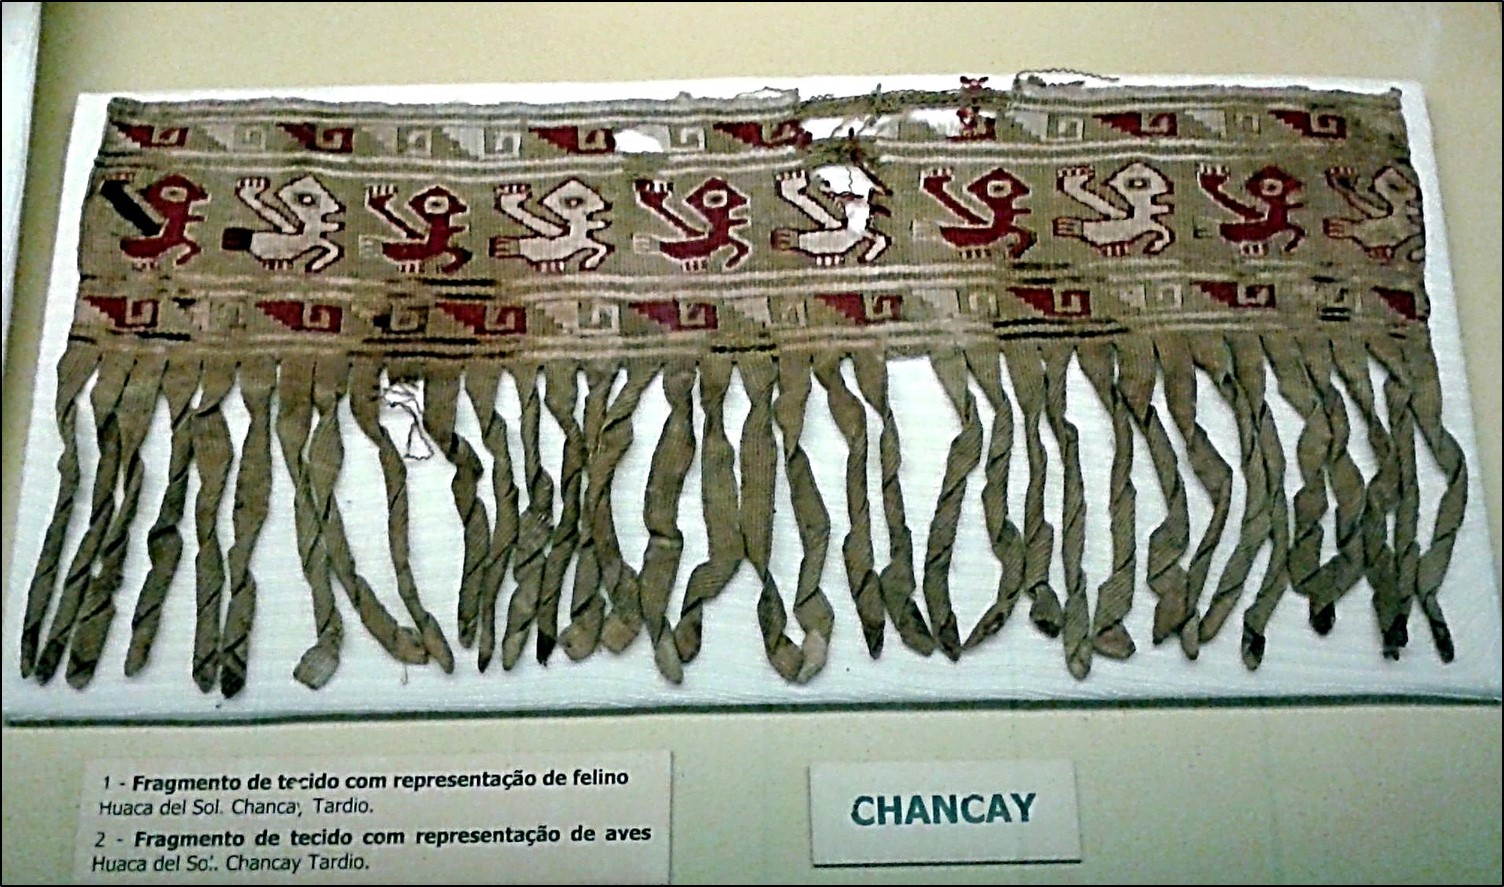 1 - Fragmento de tecido com representação de felino
Huaca del Sol. Chancay Tardio.
2 - Fragmento de tecido com representação de aves
Huaca del Sol. Chancay Tardio.
CHANCAY